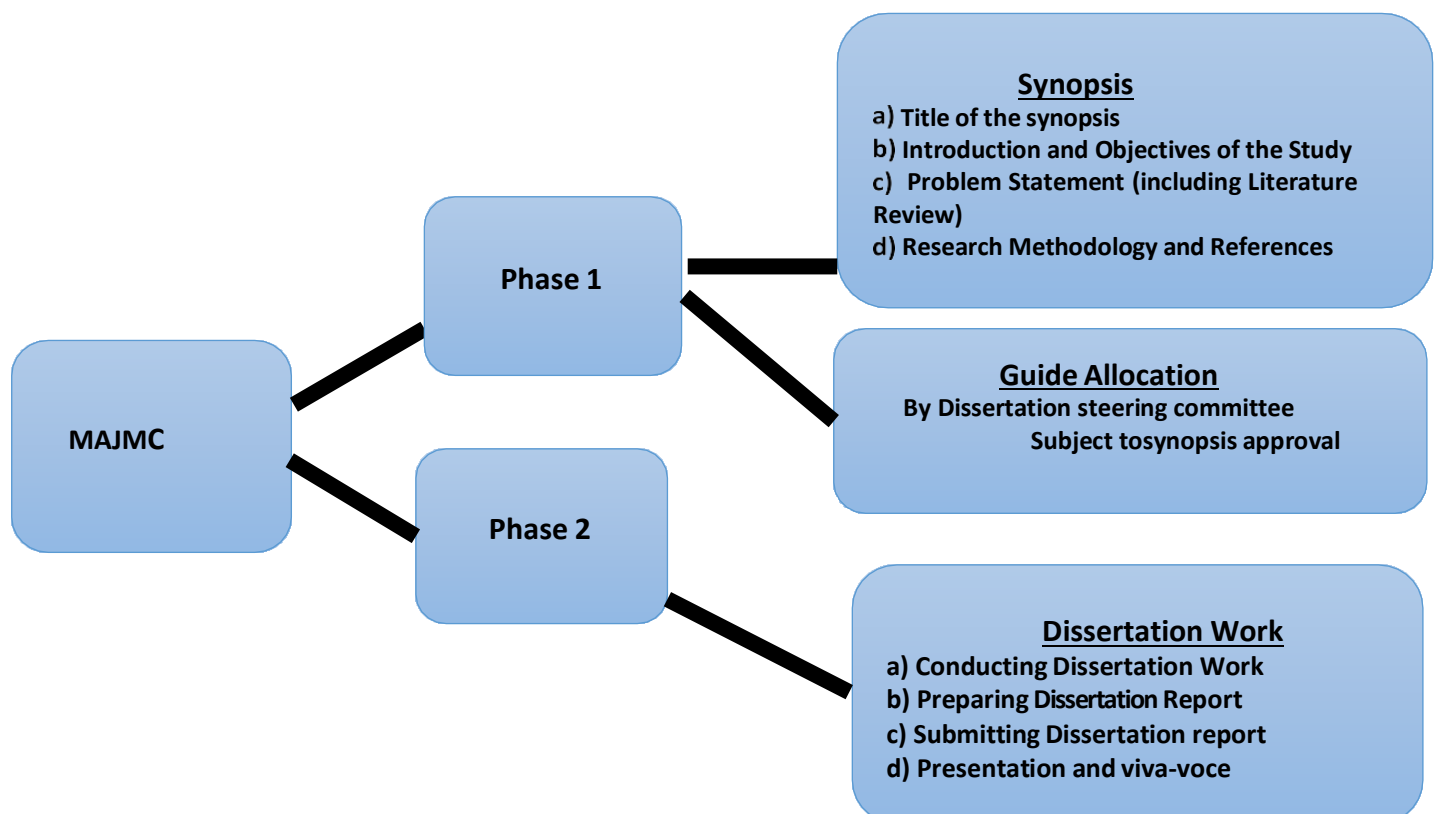 MAJMC
Phase 1
Synopsis
a) Title of the synopsis
b) Introduction and Objectives of the Study
c) Problem Statement (including Literature
Review)
d) Research Methodology and References
Guide Allocation
By Dissertation steering committee
Subject tosynopsis approval
Phase 2
Dissertation Work
a) Conducting Dissertation Work
b) Preparing Dissertation Report
c) Submitting Dissertation report
d) Presentation and viva-voce